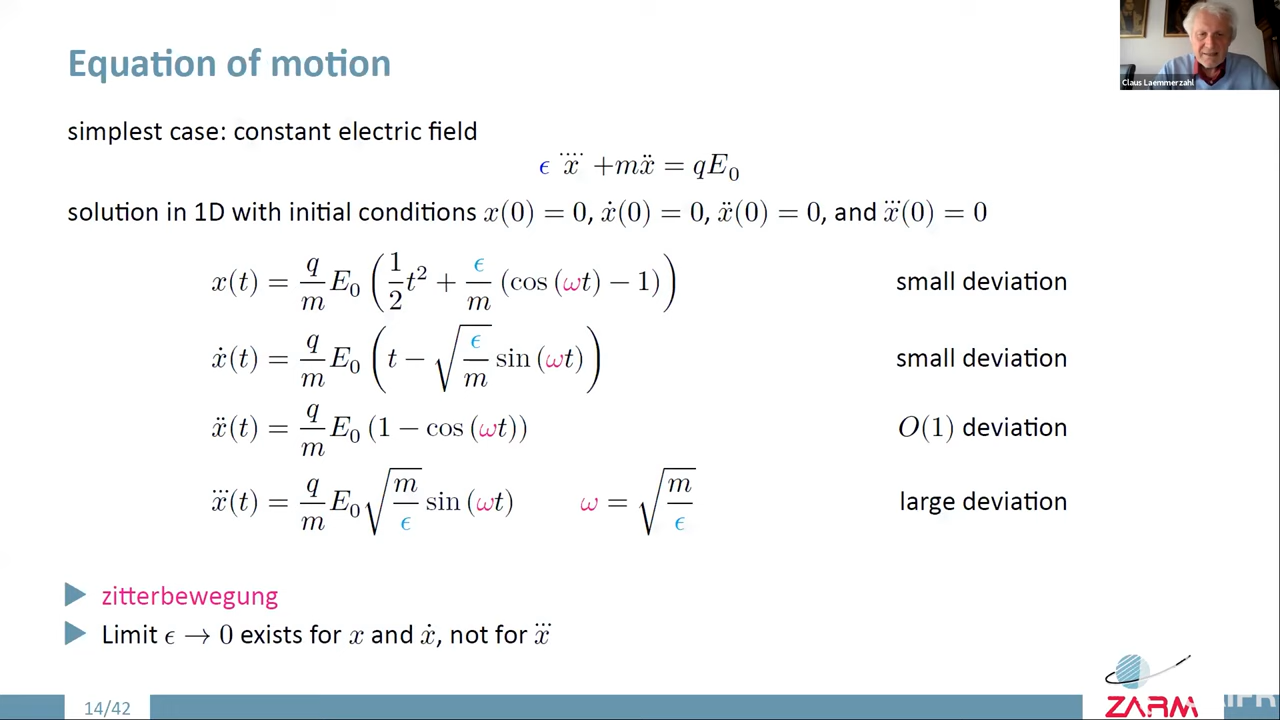 Equation of motion
Claus Laemmerzahl
simplest case: constant electric field
ϵ x⃜ + mẍ = qE₀
solution in 1D with initial conditions x(0) = 0, ẋ(0) = 0, ẍ(0) = 0, and x⃛(0) = 0
x(t) = q/m E₀ (1/2 t² + ϵ/m (cos (ωt) − 1)) small deviation
ẋ(t) = q/m E₀ (t − √(ϵ/m) sin (ωt)) small deviation
ẍ(t) = q/m E₀ (1 − cos (ωt)) O(1) deviation
x⃛(t) = q/m E₀ √(m/ϵ) sin (ωt) ω = √(m/ϵ) large deviation
▶ zitterbewegung
▶ Limit ϵ → 0 exists for x and ẋ, not for x⃛
14/42
ZARM